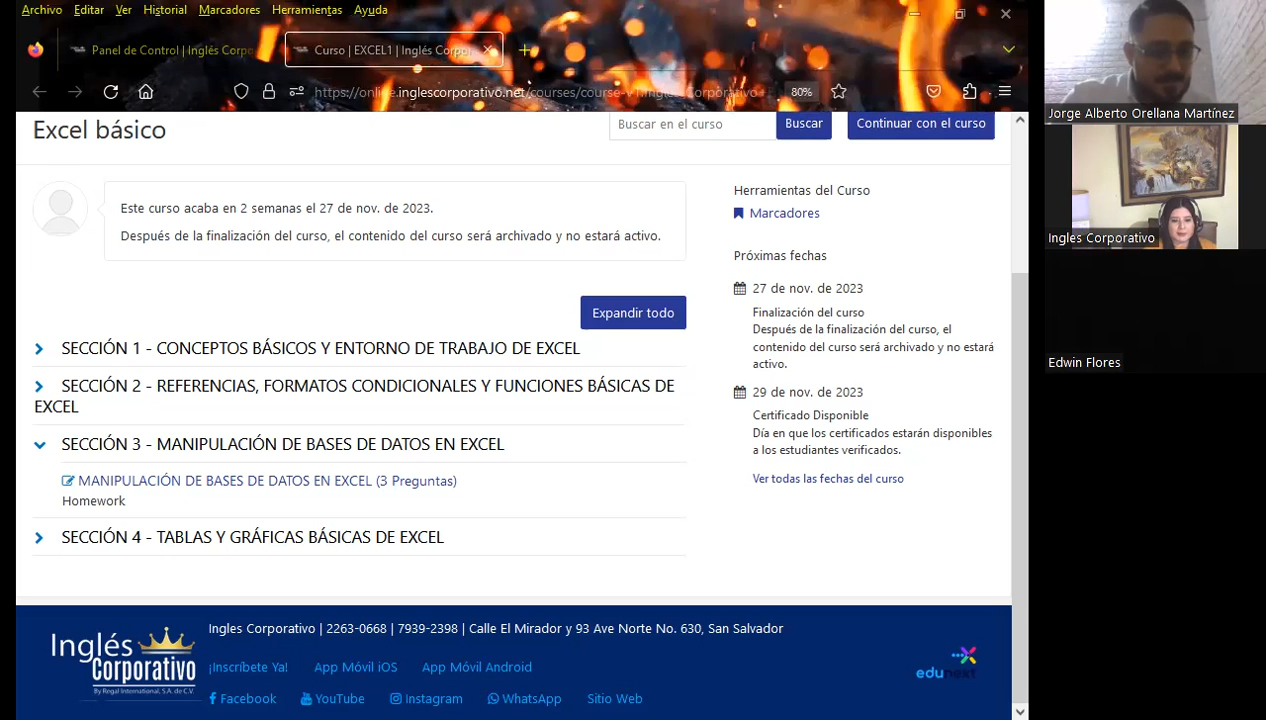 Archivo Editar Ver Historial Marcadores Herramientas Ayuda
Panel de Control | Inglés Corpo
Curso | EXCEL1 | Inglés Corpor
https://online.inglescorporativo.net/courses/course-v1:Ingles_Corporativo+
80%
Excel básico
Buscar en el curso
Buscar
Continuar con el curso
Este curso acaba en 2 semanas el 27 de nov. de 2023.
Después de la finalización del curso, el contenido del curso será archivado y no estará activo.
Expandir todo
SECCIÓN 1 - CONCEPTOS BÁSICOS Y ENTORNO DE TRABAJO DE EXCEL
SECCIÓN 2 - REFERENCIAS, FORMATOS CONDICIONALES Y FUNCIONES BÁSICAS DE
EXCEL
SECCIÓN 3 - MANIPULACIÓN DE BASES DE DATOS EN EXCEL
MANIPULACIÓN DE BASES DE DATOS EN EXCEL (3 Preguntas)
Homework
SECCIÓN 4 - TABLAS Y GRÁFICAS BÁSICAS DE EXCEL
Herramientas del Curso
Marcadores
Próximas fechas
27 de nov. de 2023
Finalización del curso
Después de la finalización del curso, el
contenido del curso será archivado y no estará
activo.
29 de nov. de 2023
Certificado Disponible
Día en que los certificados estarán disponibles
a los estudiantes verificados.
Ver todas las fechas del curso
Inglés
Corporativo
By Regal International, S.A. de C.V.
Ingles Corporativo | 2263-0668 | 7939-2398 | Calle El Mirador y 93 Ave Norte No. 630, San Salvador
¡Inscríbete Ya! App Móvil iOS App Móvil Android
Facebook YouTube Instagram WhatsApp Sitio Web
edunext
Jorge Alberto Orellana Martínez
Ingles Corporativo
Edwin Flores